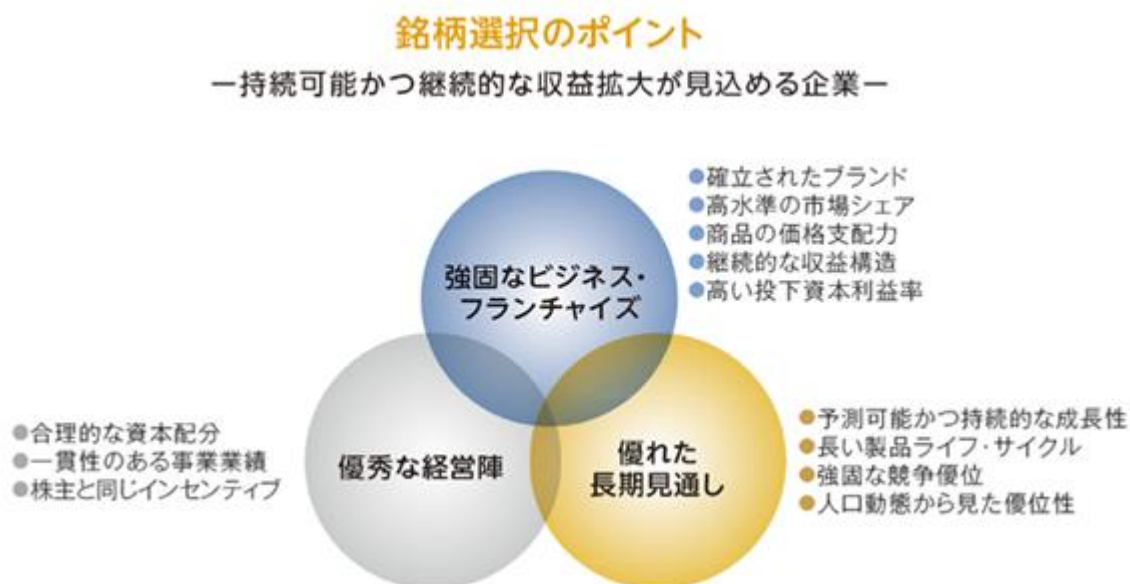 銘柄選択のポイント
ー持続可能かつ継続的な収益拡大が見込める企業ー
●確立されたブランド
●高水準の市場シェア
●商品の価格支配力
●継続的な収益構造
●高い投下資本利益率
強固なビジネス・
フランチャイズ
●合理的な資本配分
●一貫性のある事業業績
●株主と同じインセンティブ
優秀な経営陣
優れた
長期見通し
●予測可能かつ持続的な成長性
●長い製品ライフ・サイクル
●強固な競争優位
●人口動態から見た優位性